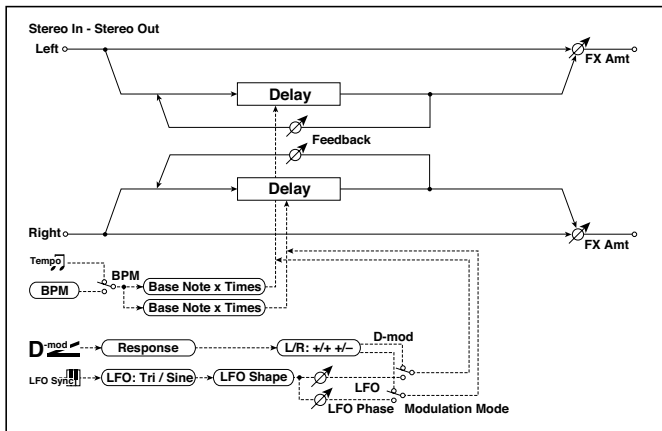 Stereo In - Stereo Out
Left
FX Amt
Delay
Feedback
Delay
Right
FX Amt
Tempo
BPM
BPM
Base Note x Times
Base Note x Times
D-mod
D-mod
Response
L/R: +/+ +/–
LFO Sync
LFO: Tri / Sine
LFO Shape
LFO
LFO Phase
Modulation Mode